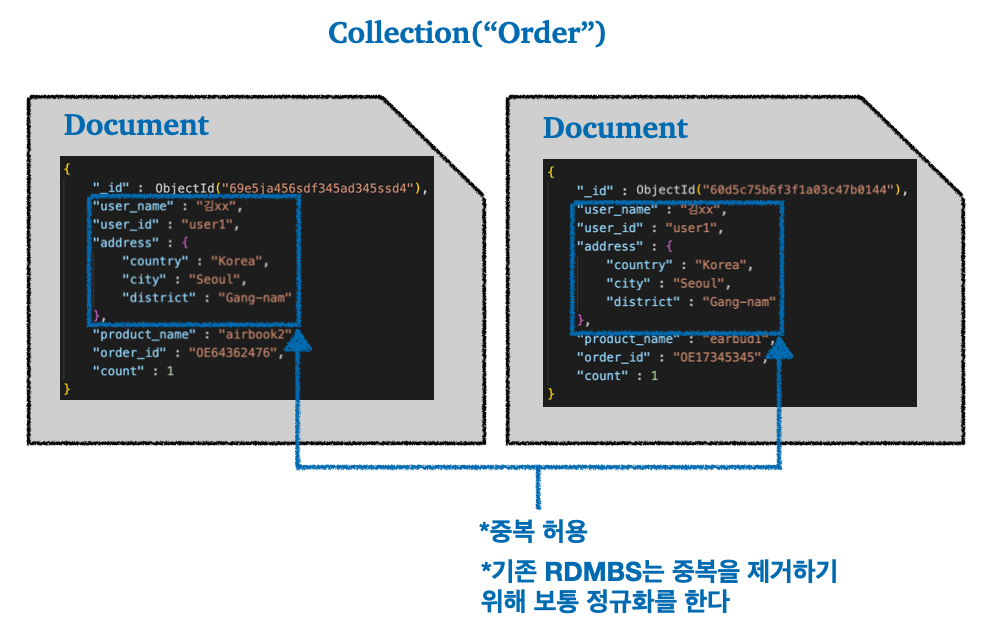 Collection(“Order”)
Document
{
"_id" : ObjectId("69e5ja456sdf345ad345ssd4"),
"user_name" : "김xx",
"user_id" : "user1",
"address" : {
"country" : "Korea",
"city" : "Seoul",
"district" : "Gang-nam"
},
"product_name" : "airbook2"
"order_id" : "OE64362476",
"count" : 1
}
Document
{
"_id" : ObjectId("60d5c75b6f3f1a03c47b0144"),
"user_name" : "김xx",
"user_id" : "user1",
"address" : {
"country" : "Korea",
"city" : "Seoul",
"district" : "Gang-nam"
},
"product_name" : "earbud1",
"order_id" : "OE17345345",
"count" : 1
}
*중복 허용
*기존 RDMBS는 중복을 제거하기
위해 보통 정규화를 한다